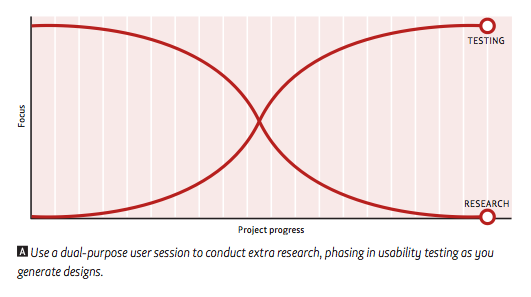 TESTING
Focus
RESEARCH
Project progress
A Use a dual-purpose user session to conduct extra research, phasing in usability testing as you
generate designs.